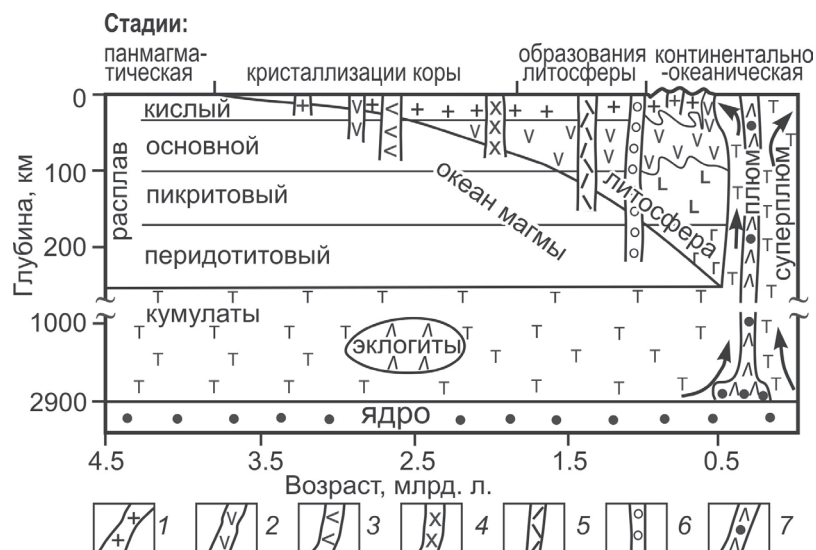 Стадии:
панмагма-
тическая
кристаллизации коры
образования
литосферы
континентально
-океаническая
Глубина, км
0
100
200
1000
2900
расплав
кислый
основной
пикритовый
перидотитовый
океан магмы
литосфера
плюм
суперплюм
кумулаты
эклогиты
ядро
4.5
3.5
2.5
1.5
0.5
Возраст, млрд. л.
1
2
3
4
5
6
7